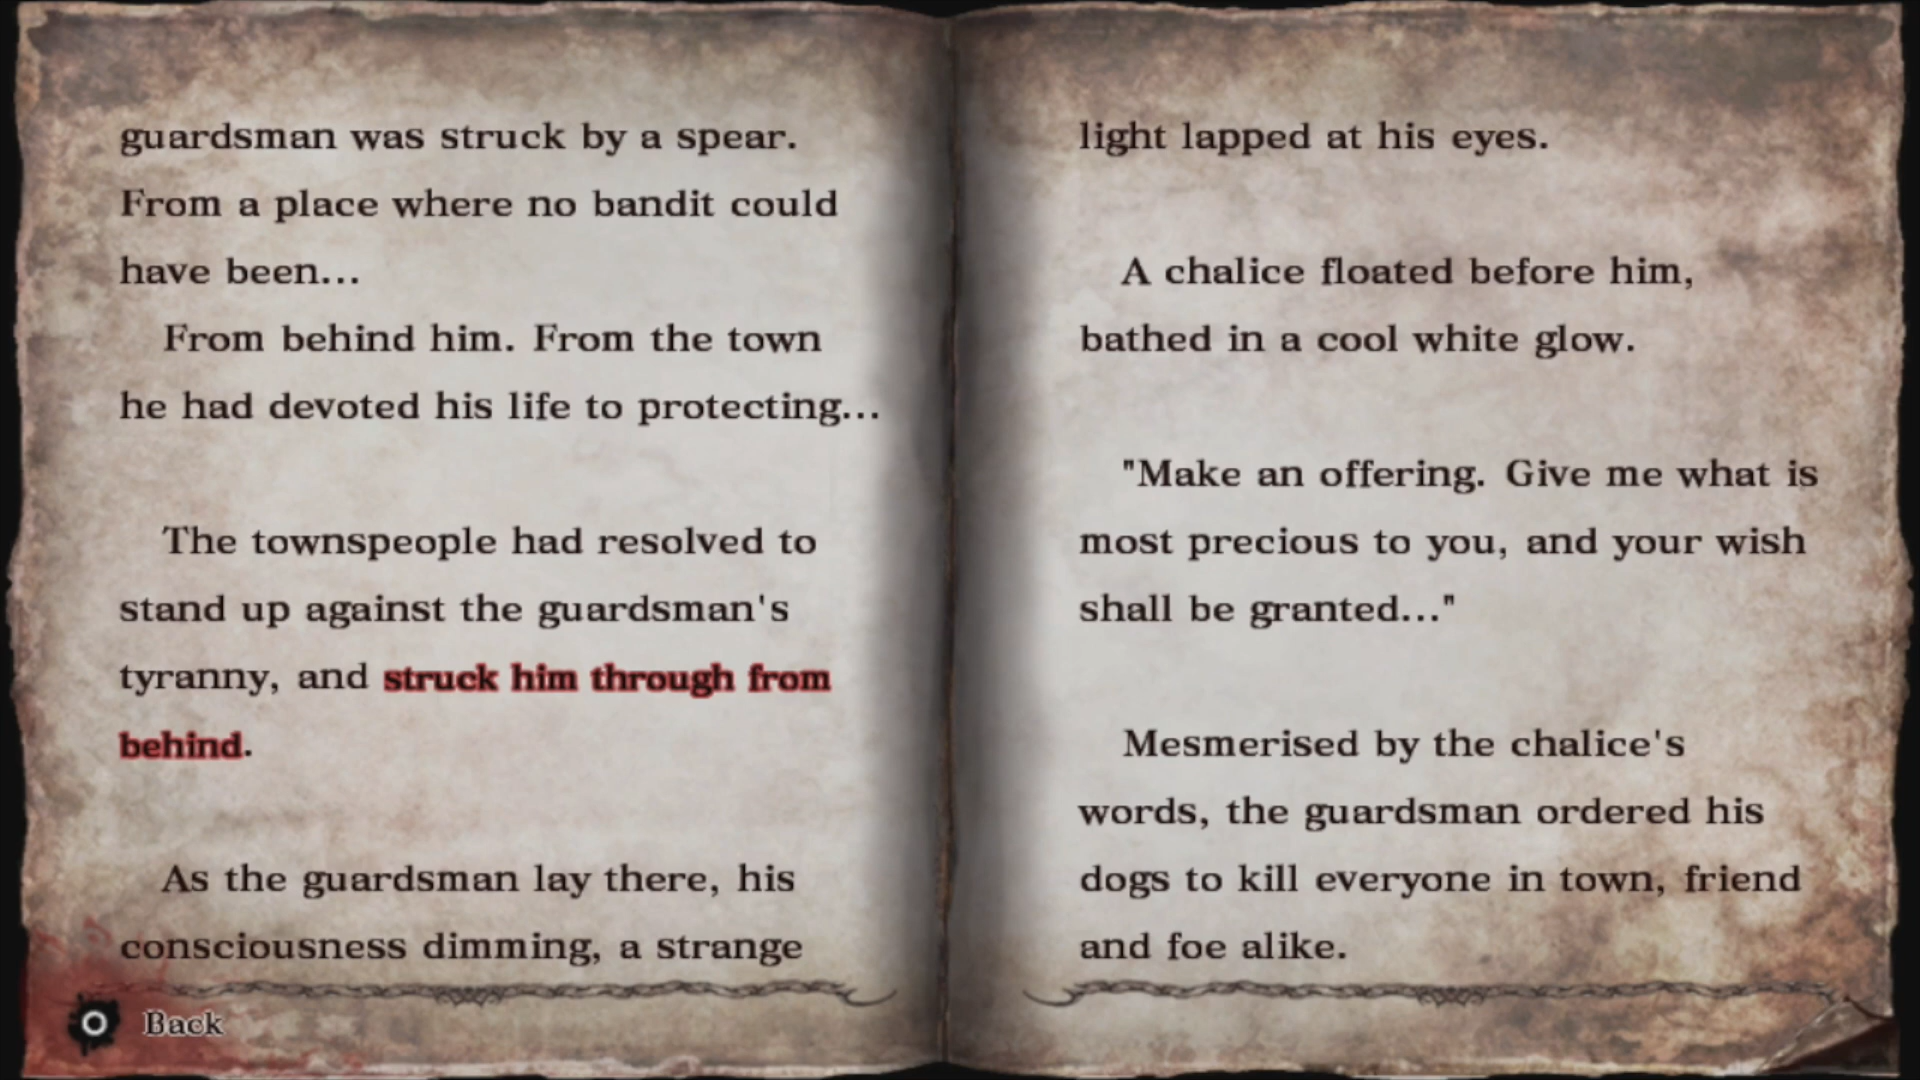 guardsman was struck by a spear.
From a place where no bandit could
have been...
From behind him. From the town
he had devoted his life to protecting...
The townspeople had resolved to
stand up against the guardsman's
tyranny, and struck him through from
behind.
As the guardsman lay there, his
consciousness dimming, a strange
light lapped at his eyes.
A chalice floated before him,
bathed in a cool white glow.
"Make an offering. Give me what is
most precious to you, and your wish
shall be granted..."
Mesmerised by the chalice's
words, the guardsman ordered his
dogs to kill everyone in town, friend
and foe alike.
Back